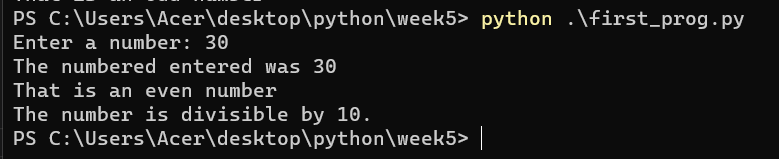 PS C:\Users\Acer\desktop\python\week5> python .\first_prog.py
Enter a number: 30
The numbered entered was 30
That is an even number
The number is divisible by 10.
PS C:\Users\Acer\desktop\python\week5>